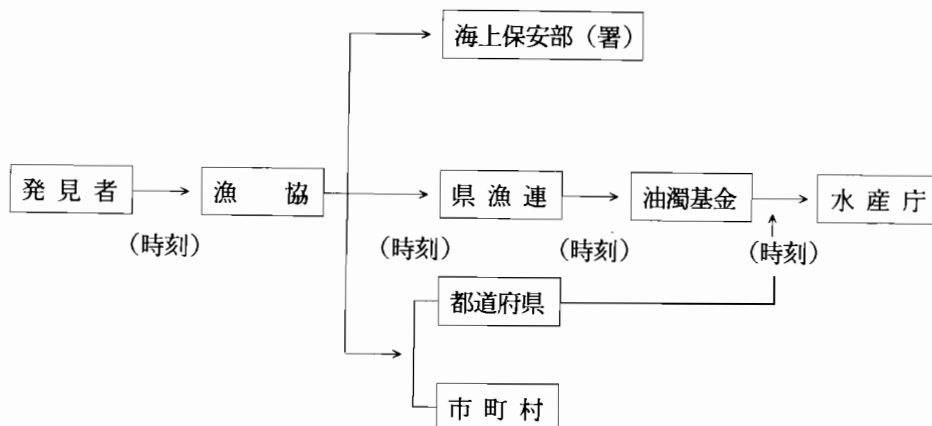 海上保安部（署）
発見者
漁協
県漁連
油濁基金
水産庁
（時刻）
（時刻）
（時刻）
（時刻）
都道府県
市町村